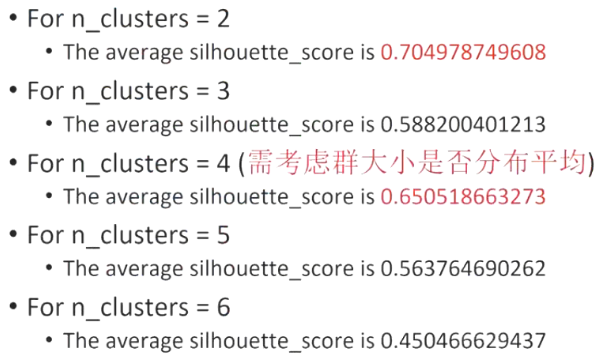 • For n_clusters = 2
• The average silhouette_score is 0.704978749608
• For n_clusters = 3
• The average silhouette_score is 0.588200401213
• For n_clusters = 4 (需考虑群大小是否分布平均)
• The average silhouette_score is 0.650518663273
• For n_clusters = 5
• The average silhouette_score is 0.563764690262
• For n_clusters = 6
• The average silhouette_score is 0.450466629437